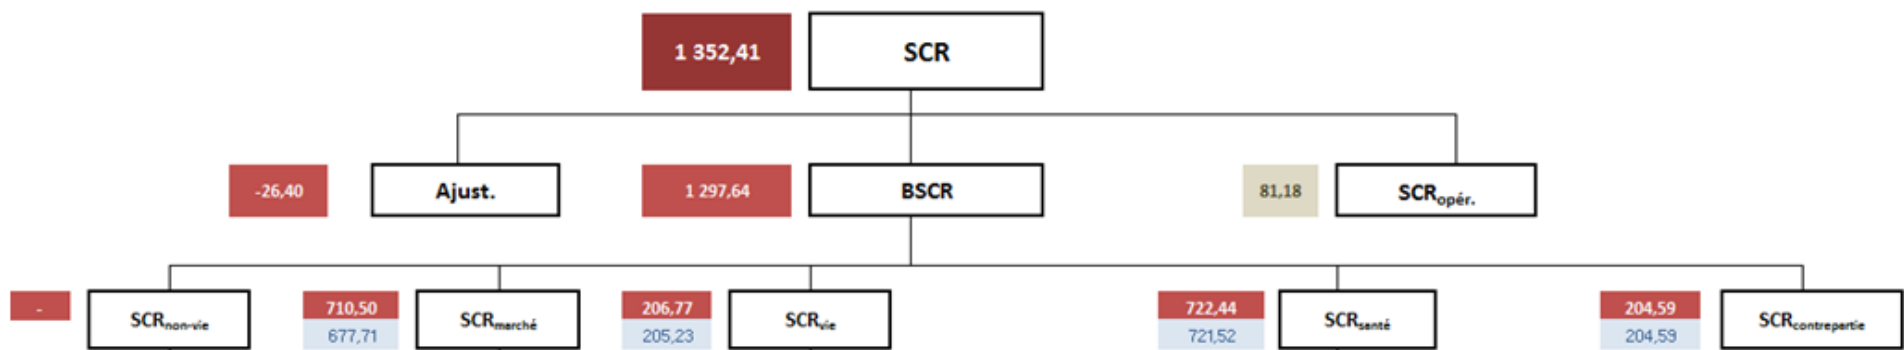 1 352,41 SCR
-26,40 Ajust. 1 297,64 BSCR 81,18 SCRopér.
- SCRnon-vie 710,50 SCRmarché 206,77 SCRvie 722,44 SCRsanté 204,59 SCRcontrepartie
677,71 205,23 721,52 204,59